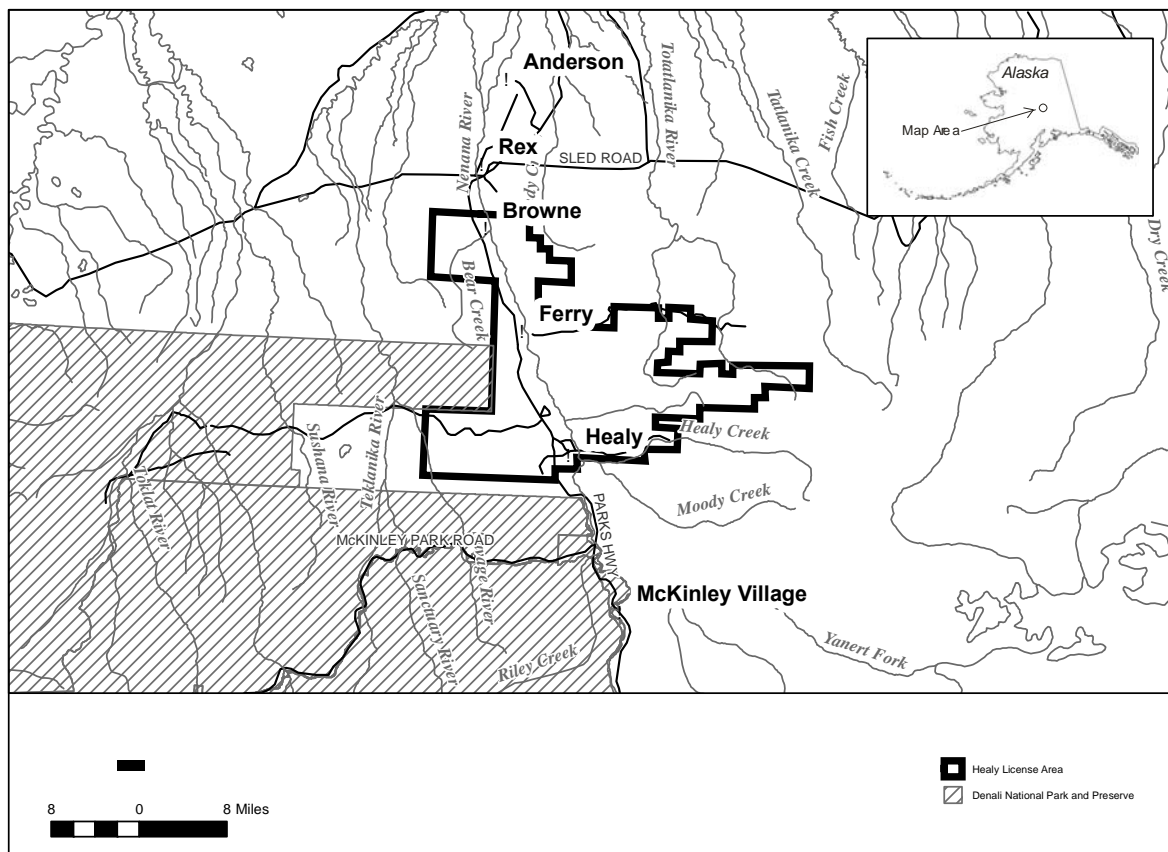 Anderson
Rex
SLED ROAD
Browne
Ferry
Healy
McKinley Village
Nenana River
Totatlanika River
Tatlanika Creek
Fish Creek
Dry Creek
Bear Creek
Healy Creek
Moody Creek
Yanert Fork
Toklat River
Sushana River
Teklanika River
McKINLEY PARK ROAD
Sanctuary River
Riley Creek
PARKS HWY
Alaska
Map Area
8 0 8 Miles
Healy License Area
Denali National Park and Preserve